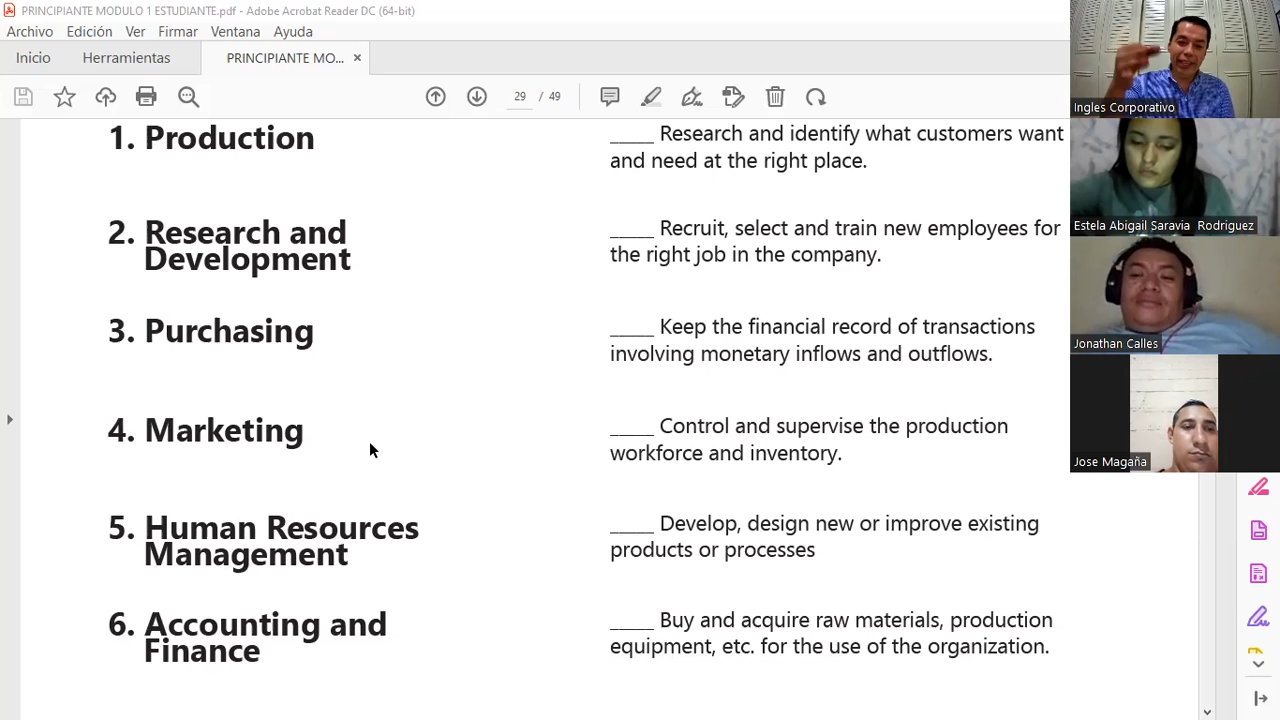 PRINCIPIANTE MODULO 1 ESTUDIANTE.pdf - Adobe Acrobat Reader DC (64-bit)
Archivo Edición Ver Firmar Ventana Ayuda
Inicio Herramientas PRINCIPIANTE MO... ×
29 / 49
1. Production
_____ Research and identify what customers want
and need at the right place.
2. Research and
Development
_____ Recruit, select and train new employees for
the right job in the company.
3. Purchasing
_____ Keep the financial record of transactions
involving monetary inflows and outflows.
4. Marketing
_____ Control and supervise the production
workforce and inventory.
5. Human Resources
Management
_____ Develop, design new or improve existing
products or processes
6. Accounting and
Finance
_____ Buy and acquire raw materials, production
equipment, etc. for the use of the organization.
Ingles Corporativo
Estela Abigail Saravia Rodriguez
Jonathan Calles
Jose Magaña